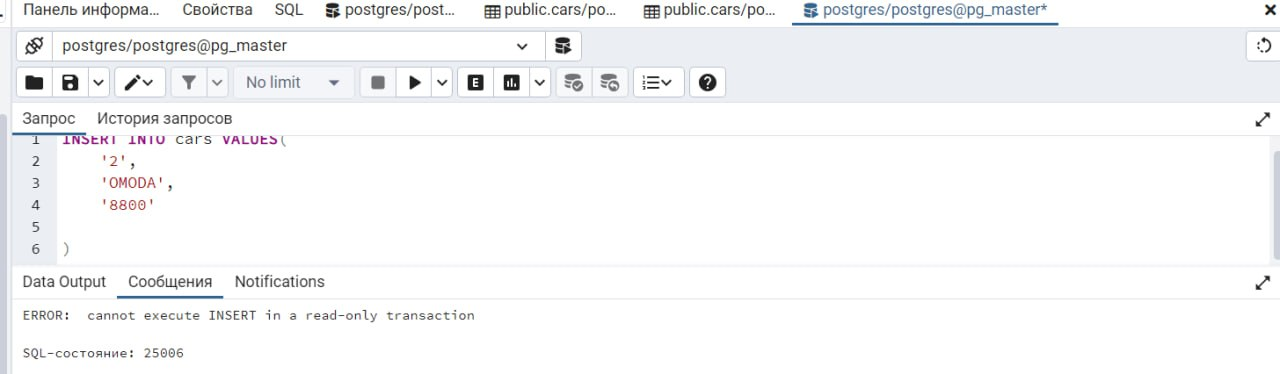 Панель информа... Свойства SQL postgres/post... public.cars/po... public.cars/po... postgres/postgres@pg_master*
postgres/postgres@pg_master
No limit E
Запрос История запросов
1 INSERT INTO cars VALUES(
2 '2',
3 'OMODA',
4 '8800'
5
6 )
Data Output Сообщения Notifications
ERROR:  cannot execute INSERT in a read-only transaction
SQL-состояние: 25006